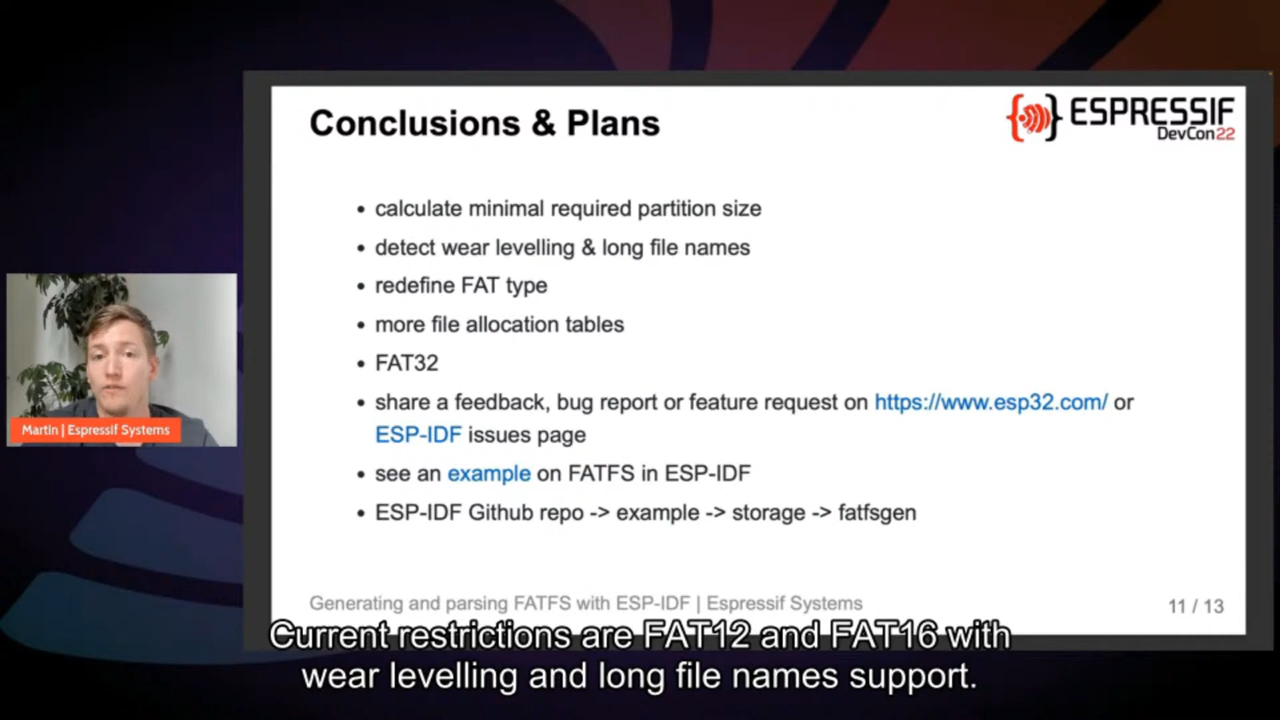 Conclusions & Plans
ESPRESSIF
DevCon22
• calculate minimal required partition size
• detect wear levelling & long file names
• redefine FAT type
• more file allocation tables
• FAT32
• share a feedback, bug report or feature request on https://www.esp32.com/ or
ESP-IDF issues page
• see an example on FATFS in ESP-IDF
• ESP-IDF Github repo -> example -> storage -> fatfsgen
Martin | Espressif Systems
Generating and parsing FATFS with ESP-IDF | Espressif Systems
11 / 13
Current restrictions are FAT12 and FAT16 with
wear levelling and long file names support.